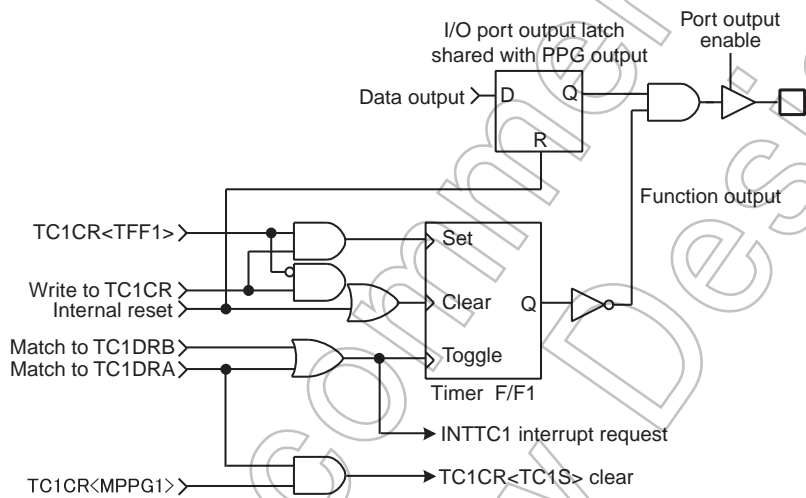 I/O port output latch
shared with PPG output
Port output
enable
Data output
D
Q
R
Function output
TC1CR<TFF1>
Set
Write to TC1CR
Internal reset
Clear
Q
Match to TC1DRB
Match to TC1DRA
Toggle
Timer F/F1
INTTC1 interrupt request
TC1CR<TC1S> clear
TC1CR<MPPG1>